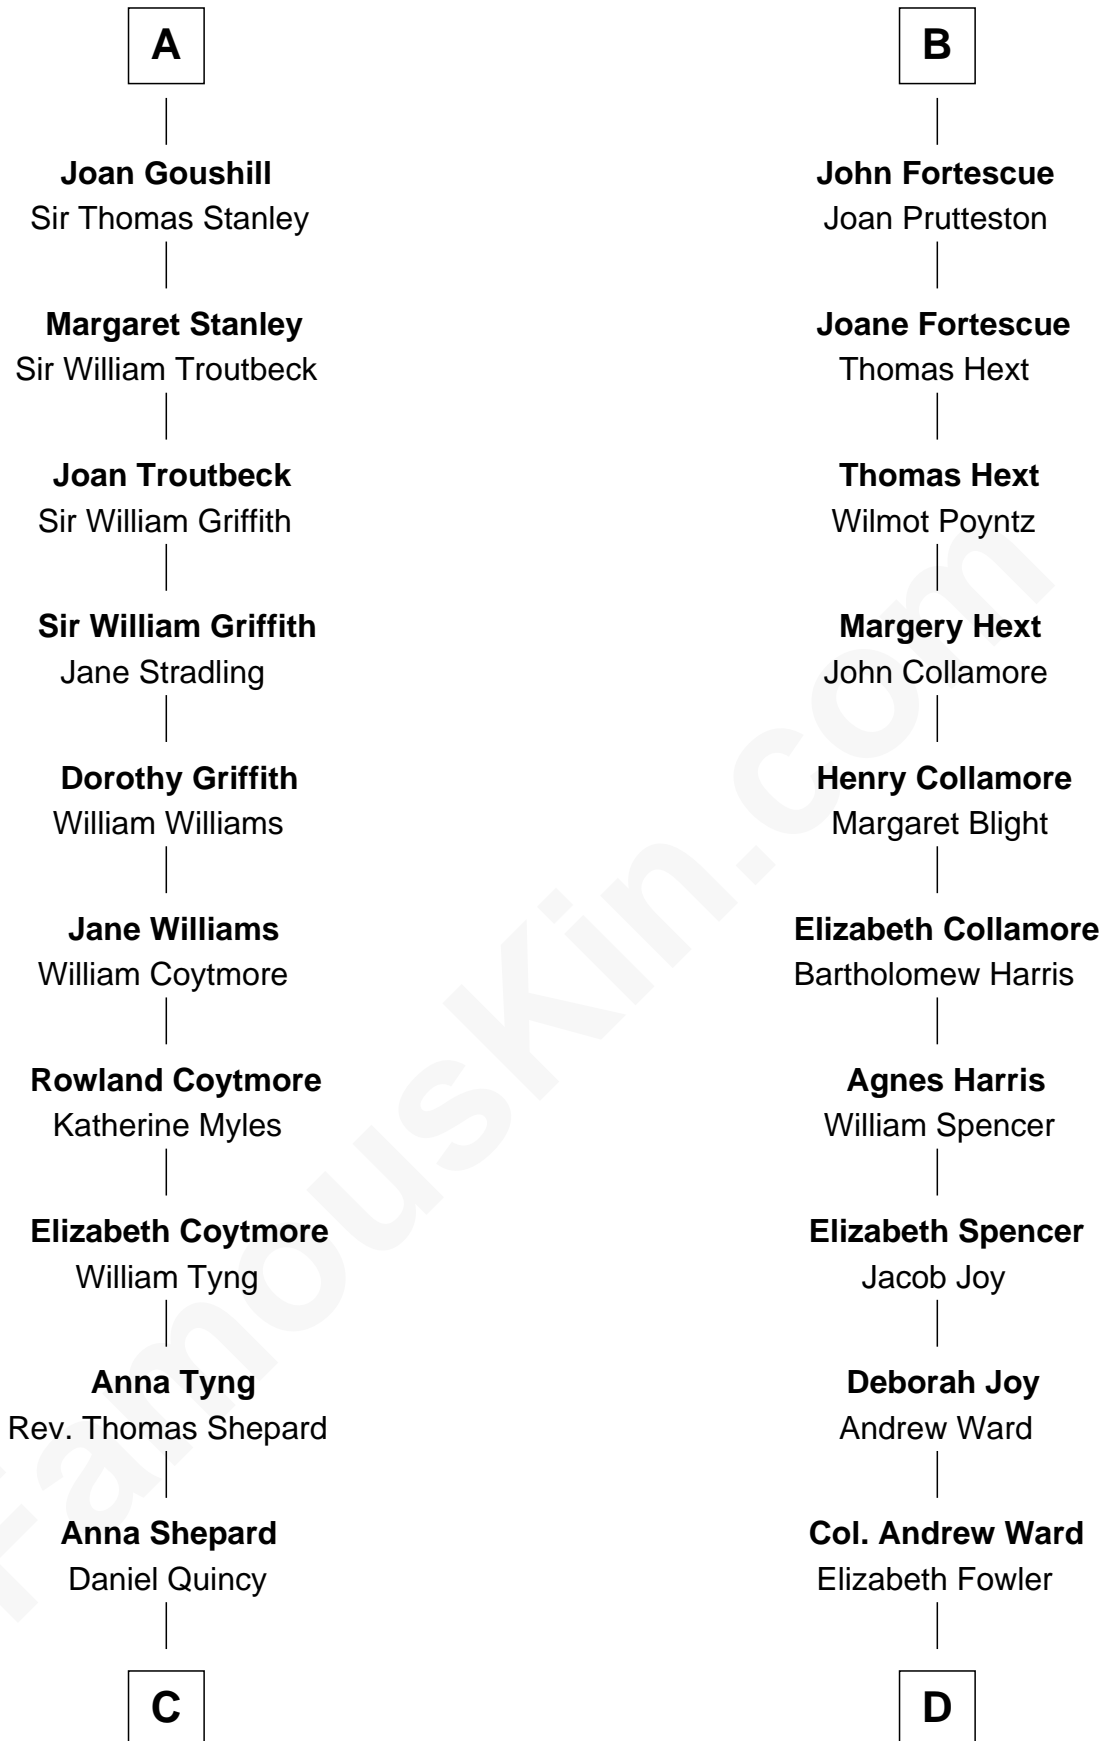 A
Joan Goushill
Sir Thomas Stanley
Margaret Stanley
Sir William Troutbeck
Joan Troutbeck
Sir William Griffith
Sir William Griffith
Jane Stradling
Dorothy Griffith
William Williams
Jane Williams
William Coytmore
Rowland Coytmore
Katherine Myles
Elizabeth Coytmore
William Tyng
Anna Tyng
Rev. Thomas Shepard
Anna Shepard
Daniel Quincy
C
B
John Fortescue
Joan Prutteston
Joane Fortescue
Thomas Hext
Thomas Hext
Wilmot Poyntz
Margery Hext
John Collamore
Henry Collamore
Margaret Blight
Elizabeth Collamore
Bartholomew Harris
Agnes Harris
William Spencer
Elizabeth Spencer
Jacob Joy
Deborah Joy
Andrew Ward
Col. Andrew Ward
Elizabeth Fowler
D
FamousKin.com